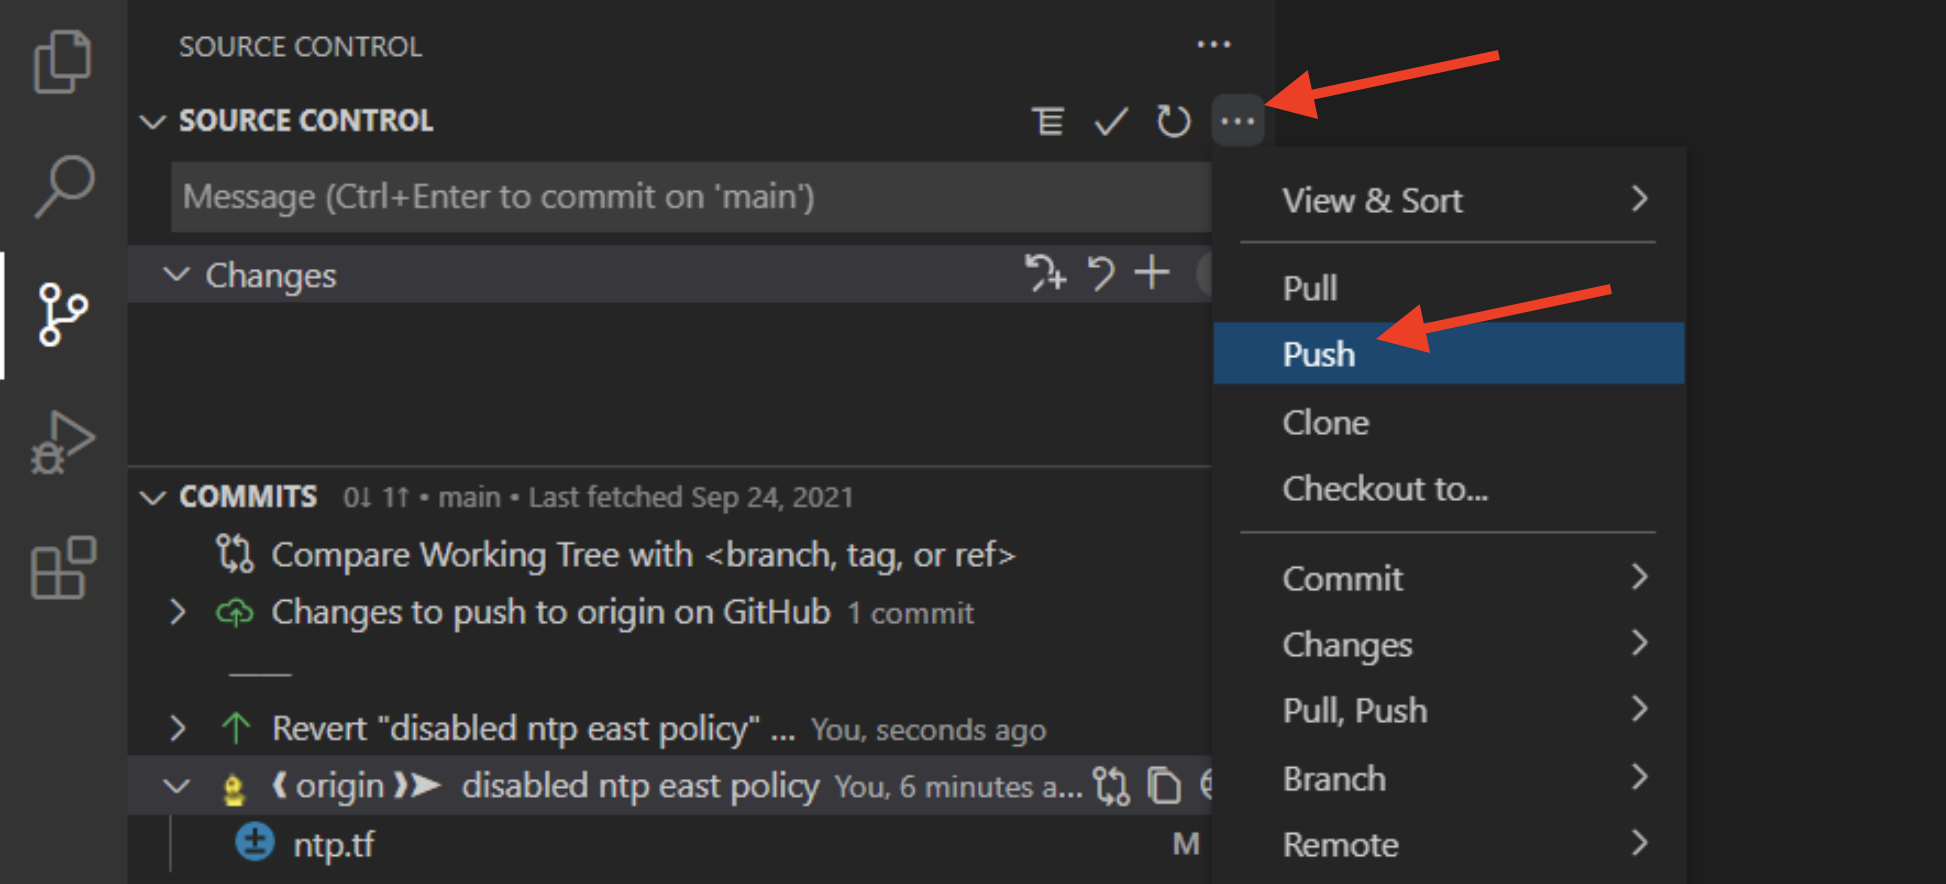 SOURCE CONTROL
SOURCE CONTROL
Message (Ctrl+Enter to commit on 'main')
Changes
COMMITS 0↓ 1↑ • main • Last fetched Sep 24, 2021
Compare Working Tree with <branch, tag, or ref>
Changes to push to origin on GitHub 1 commit
Revert "disabled ntp east policy" ... You, seconds ago
❰ origin ❱➤ disabled ntp east policy You, 6 minutes a...
ntp.tf M
View & Sort
Pull
Push
Clone
Checkout to...
Commit
Changes
Pull, Push
Branch
Remote